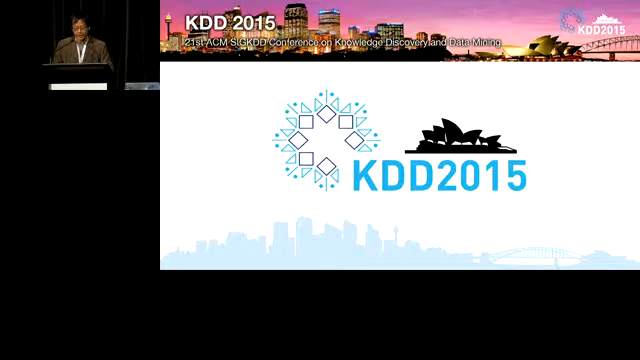 KDD 2015
21st ACM SIGKDD Conference on Knowledge Discovery and Data Mining
KDD2015
KDD2015